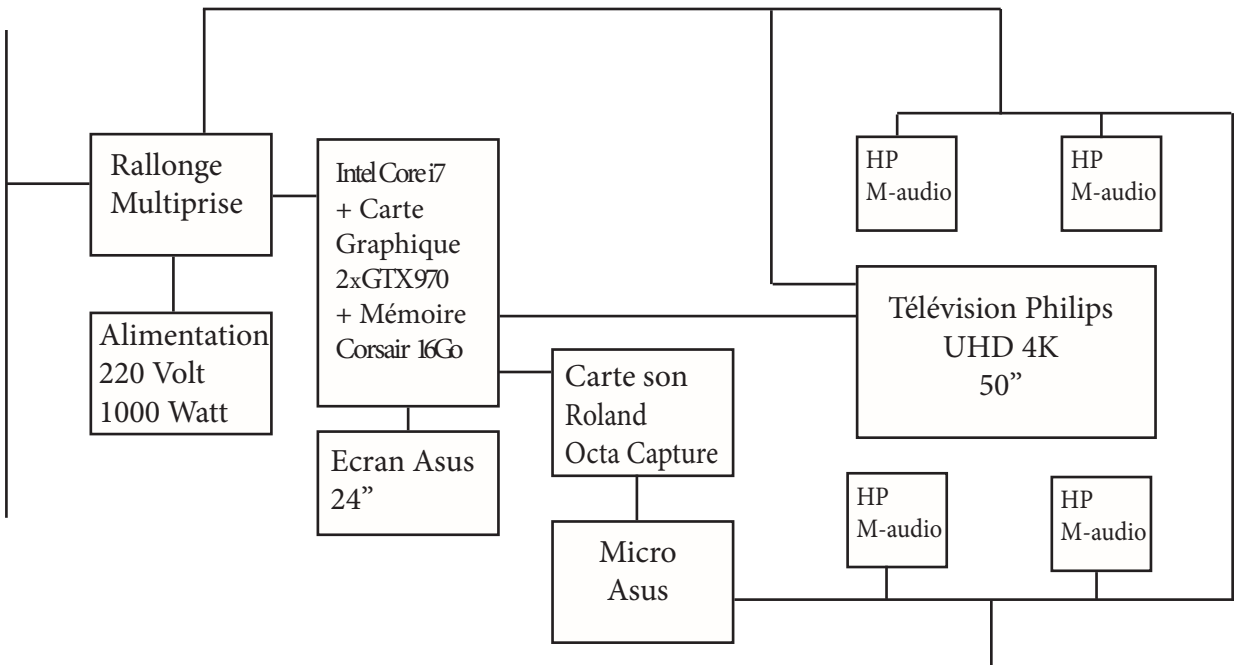 Rallonge
Multiprise
Alimentation
220 Volt
1000 Watt
Intel Core i7
+ Carte
Graphique
2xGTX970
+ Mémoire
Corsair 16Go
Ecran Asus
24”
Carte son
Roland
Octa Capture
Micro
Asus
HP
M-audio
HP
M-audio
Télévision Philips
UHD 4K
50”
HP
M-audio
HP
M-audio